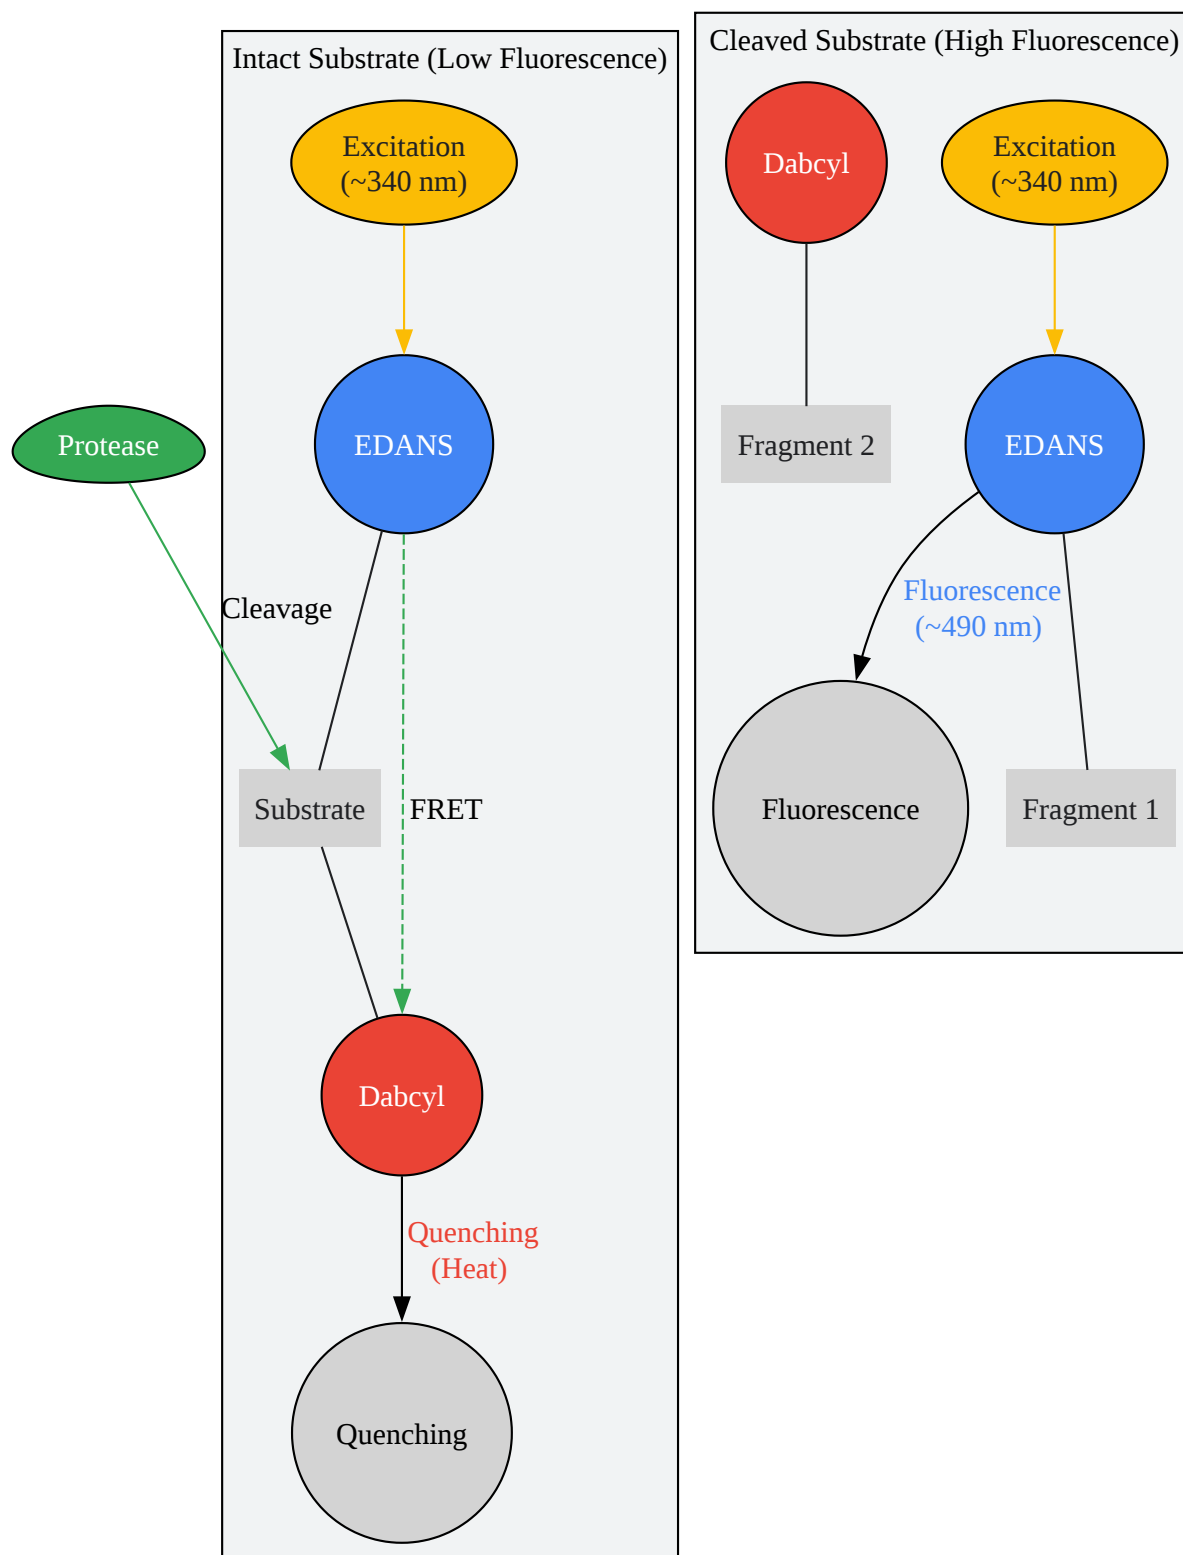 Intact Substrate (Low Fluorescence)
Excitation
(~340 nm)
EDANS
Protease
Cleavage
Substrate
FRET
Dabcyl
Quenching
(Heat)
Quenching
Cleaved Substrate (High Fluorescence)
Dabcyl
Excitation
(~340 nm)
Fragment 2
EDANS
Fluorescence
(~490 nm)
Fluorescence
Fragment 1